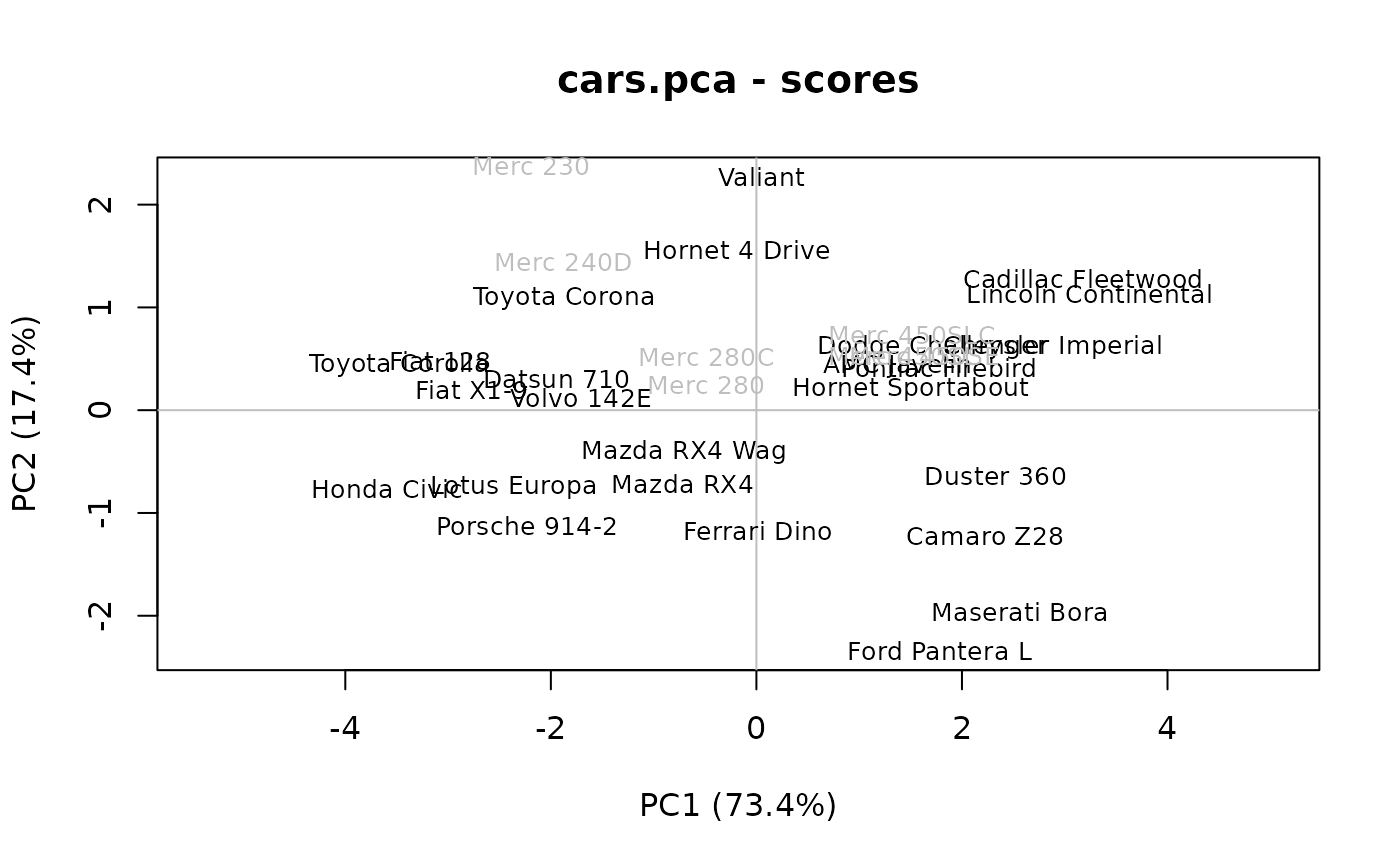 cars.pca - scores
Merc 230
Valiant
Hornet 4 Drive
Merc 240D
Cadillac Fleetwood
Toyota Corona
Lincoln Continental
Merc 450SLC
Dodge Challenger
Chrysler Imperial
Merc 280C
Toyota Corolla
Fiat 128
AMC Javelin
Pontiac Firebird
Datsun 710
Merc 280
Hornet Sportabout
Fiat X1-9
Volvo 142E
Mazda RX4 Wag
Duster 360
Honda Civic
Lotus Europa
Mazda RX4
Porsche 914-2
Ferrari Dino
Camaro Z28
Maserati Bora
Ford Pantera L
2
1
0
-1
-2
PC2 (17.4%)
-4
-2
0
2
4
PC1 (73.4%)